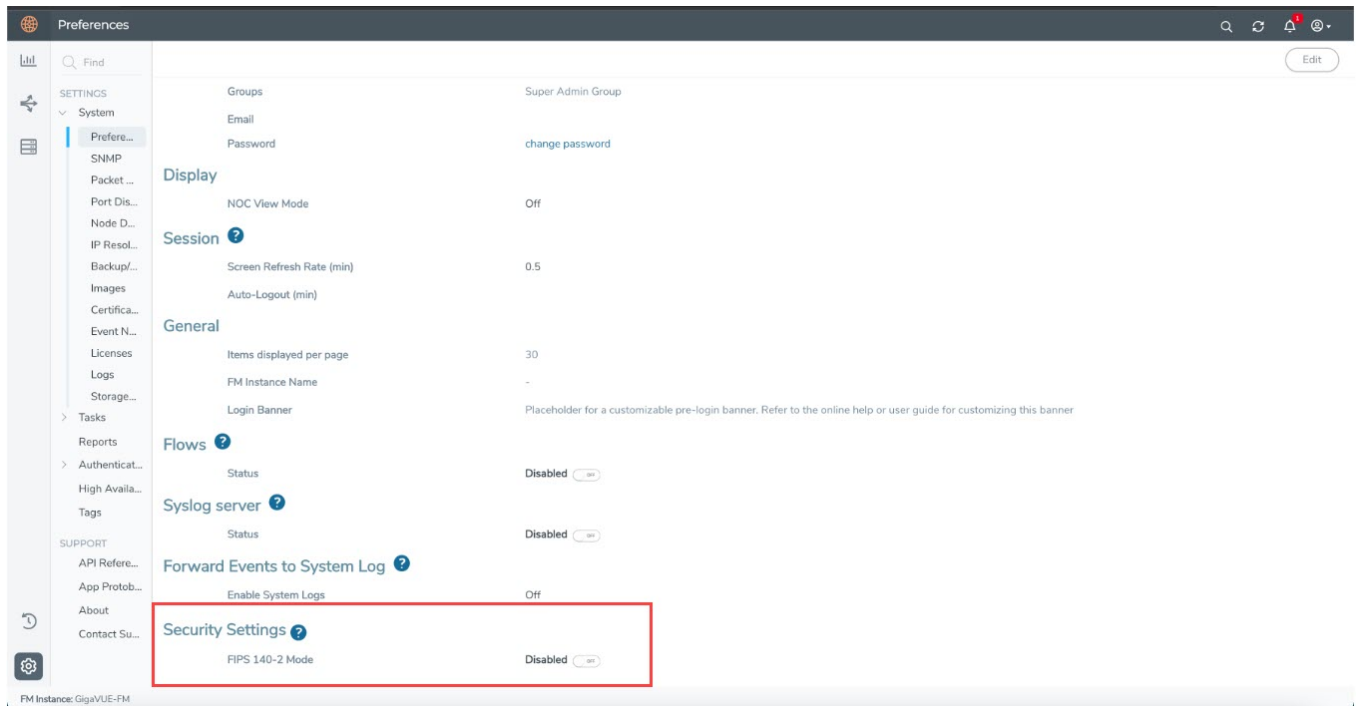 Preferences
1
Find
Edit
SETTINGS
System
Prefere...
SNMP
Packet ...
Port Dis...
Node D...
IP Resol...
Backup/...
Images
Certifica...
Event N...
Licenses
Logs
Storage...
Tasks
Reports
Authenticat...
High Availa...
Tags
SUPPORT
API Refere...
App Protob...
About
Contact Su...
Groups Super Admin Group
Email
Password change password
Display
NOC View Mode Off
Session ?
Screen Refresh Rate (min) 0.5
Auto-Logout (min)
General
Items displayed per page 30
FM Instance Name -
Login Banner Placeholder for a customizable pre-login banner. Refer to the online help or user guide for customizing this banner
Flows ?
Status Disabled
Syslog server ?
Status Disabled
Forward Events to System Log ?
Enable System Logs Off
Security Settings ?
FIPS 140-2 Mode Disabled
FM Instance: GigaVUE-FM